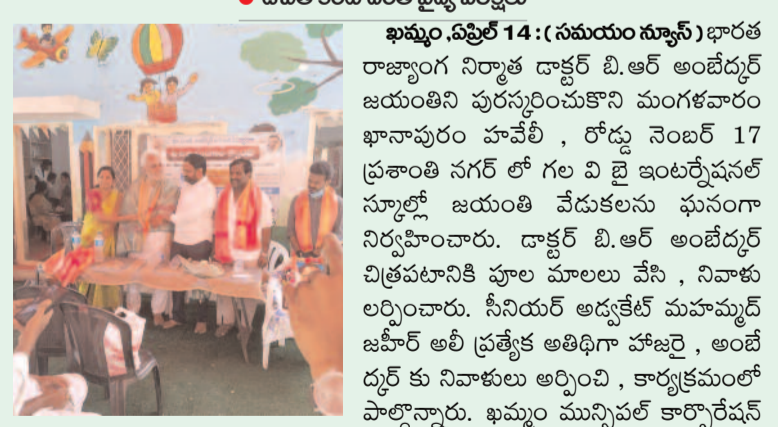 ఖమ్మం,ఏప్రిల్ 14 : ( సమయం న్యూస్ ) భారత
రాజ్యాంగ నిర్మాత డాక్టర్ బి.ఆర్ అంబేద్కర్
జయంతిని పురస్కరించుకొని మంగళవారం
ఖానాపురం హవేలీ , రోడ్డు నెంబర్ 17
ప్రశాంతి నగర్ లో గల వి బై ఇంటర్నేషనల్
స్కూల్లో జయంతి వేడుకలను ఘనంగా
నిర్వహించారు. డాక్టర్ బి.ఆర్ అంబేద్కర్
చిత్రపటానికి పూల మాలలు వేసి , నివాళు
లర్పించారు. సీనియర్ అడ్వకేట్ మహమ్మద్
జహీర్ అలీ ప్రత్యేక అతిథిగా హాజరై , అంబే
ద్కర్ కు నివాళులు అర్పించి , కార్యక్రమంలో
పాల్గొన్నారు. ఖమ్మం మున్సిపల్ కార్పొరేషన్